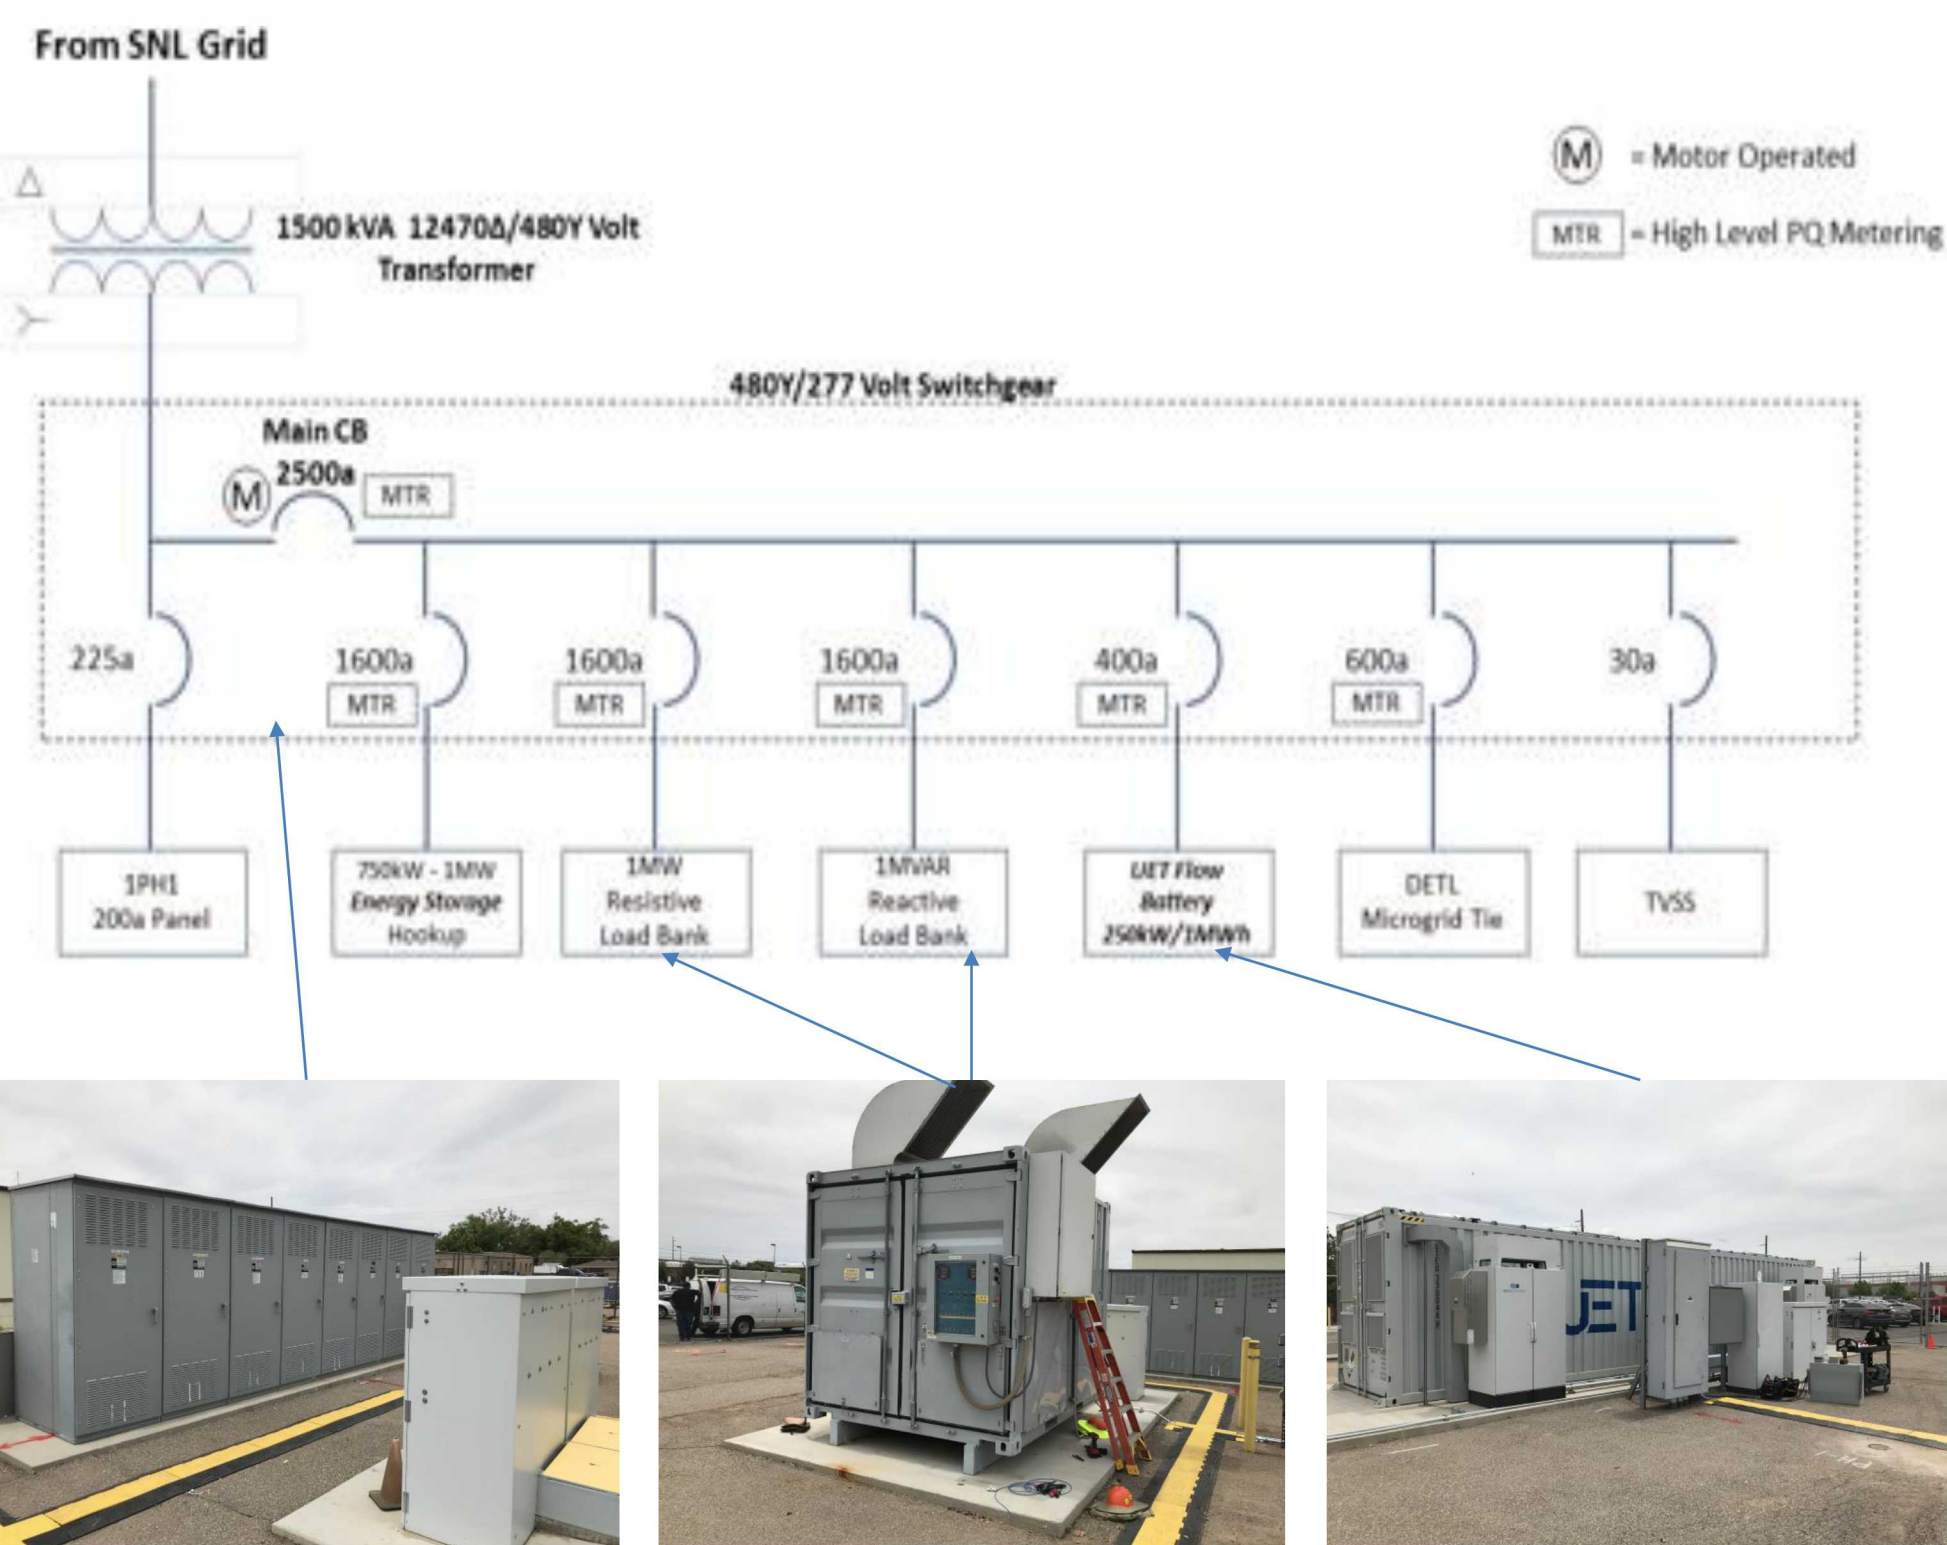 From SNL Grid
Δ
1500 kVA 12470Δ/480Y Volt
Transformer
M = Motor Operated
MTR = High Level PQ Metering
480Y/277 Volt Switchgear
Main CB
2500a
M
MTR
225a
1600a
MTR
1600a
MTR
1600a
MTR
400a
MTR
600a
MTR
30a
1PH1
200a Panel
750kW - 1MW
Energy Storage
Hookup
1MW
Resistive
Load Bank
1MVAR
Reactive
Load Bank
UET Flow
Battery
250kW/1MWh
DETL
Microgrid Tie
TVSS
UET